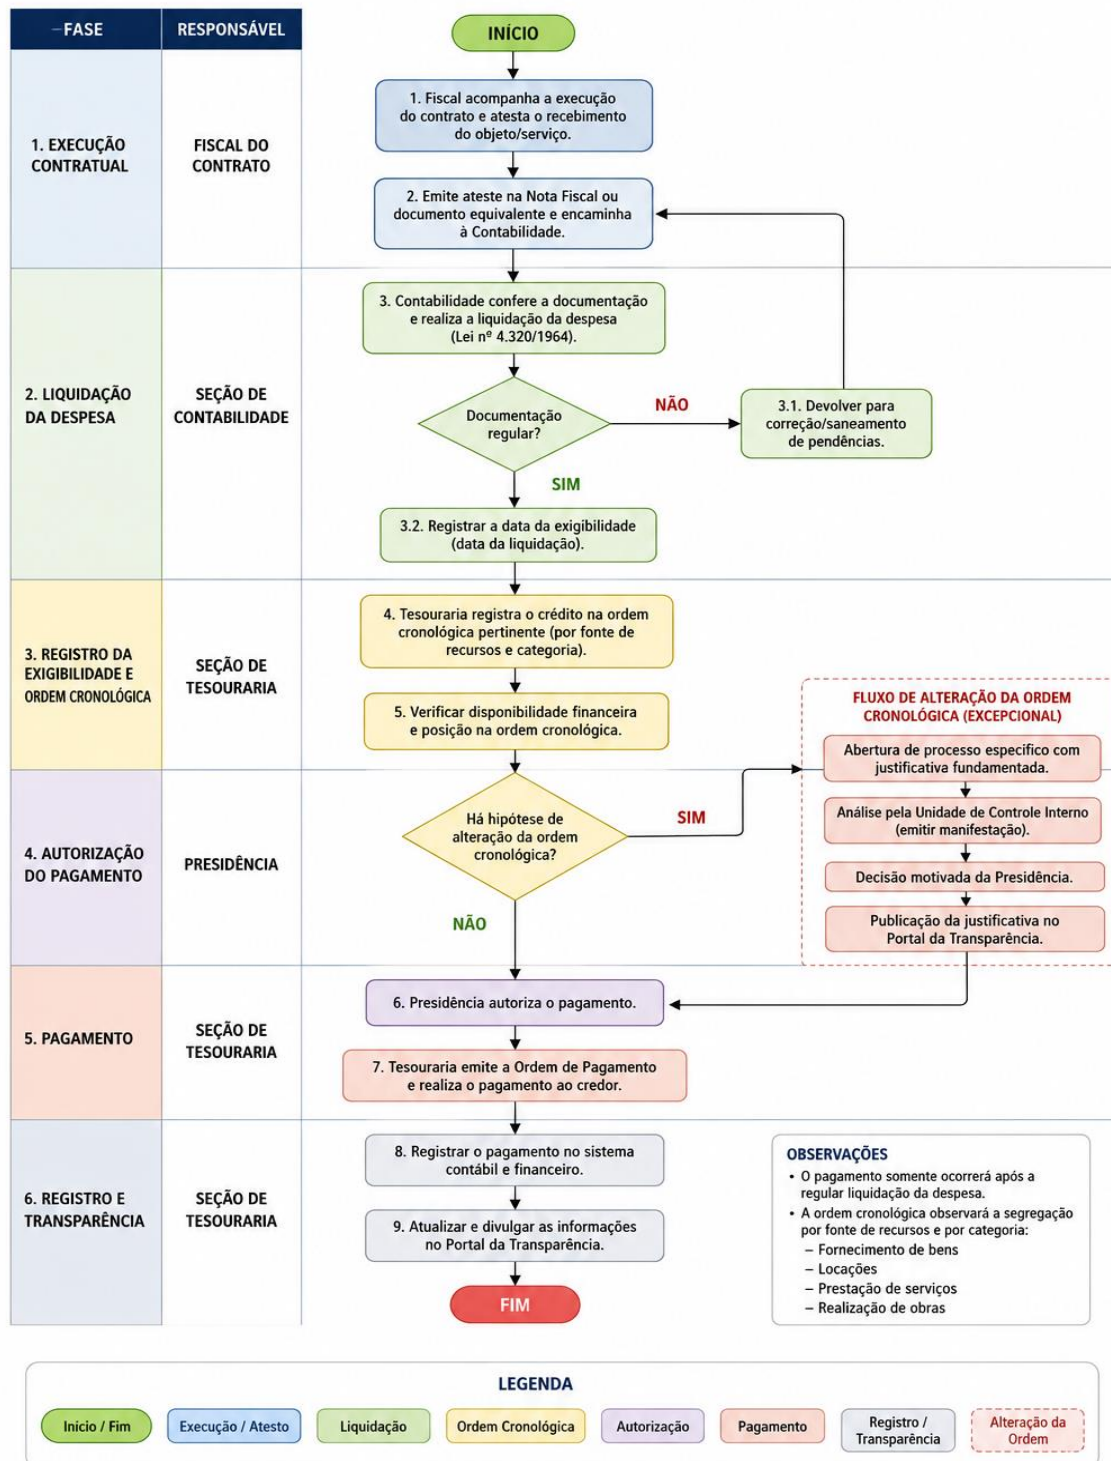 FASE
RESPONSÁVEL
INÍCIO
1. Fiscal acompanha a execução
do contrato e atesta o recebimento
do objeto/serviço.
1. EXECUÇÃO
CONTRATUAL
FISCAL DO
CONTRATO
2. Emite ateste na Nota Fiscal ou
documento equivalente e encaminha
à Contabilidade.
3. Contabilidade confere a documentação
e realiza a liquidação da despesa
(Lei nº 4.320/1964).
2. LIQUIDAÇÃO
DA DESPESA
SEÇÃO DE
CONTABILIDADE
Documentação
regular?
NÃO
3.1. Devolver para
correção/saneamento
de pendências.
SIM
3.2. Registrar a data da exigibilidade
(data da liquidação).
3. REGISTRO DA
EXIGIBILIDADE E
ORDEM CRONOLÓGICA
SEÇÃO DE
TESOURARIA
4. Tesouraria registra o crédito na ordem
cronológica pertinente (por fonte de
recursos e categoria).
5. Verificar disponibilidade financeira
e posição na ordem cronológica.
FLUXO DE ALTERAÇÃO DA ORDEM
CRONOLÓGICA (EXCEPCIONAL)
Abertura de processo específico com
justificativa fundamentada.
Análise pela Unidade de Controle Interno
(emitir manifestação).
Decisão motivada da Presidência.
Publicação da justificativa no
Portal da Transparência.
4. AUTORIZAÇÃO
DO PAGAMENTO
PRESIDÊNCIA
Há hipótese de
alteração da ordem
cronológica?
SIM
NÃO
5. PAGAMENTO
SEÇÃO DE
TESOURARIA
6. Presidência autoriza o pagamento.
7. Tesouraria emite a Ordem de Pagamento
e realiza o pagamento ao credor.
6. REGISTRO E
TRANSPARÊNCIA
SEÇÃO DE
TESOURARIA
8. Registrar o pagamento no sistema
contábil e financeiro.
9. Atualizar e divulgar as informações
no Portal da Transparência.
FIM
OBSERVAÇÕES
• O pagamento somente ocorrerá após a
regular liquidação da despesa.
• A ordem cronológica observará a segregação
por fonte de recursos e por categoria:
– Fornecimento de bens
– Locações
– Prestação de serviços
– Realização de obras
LEGENDA
Início / Fim
Execução / Atesto
Liquidação
Ordem Cronológica
Autorização
Pagamento
Registro /
Transparência
Alteração da
Ordem